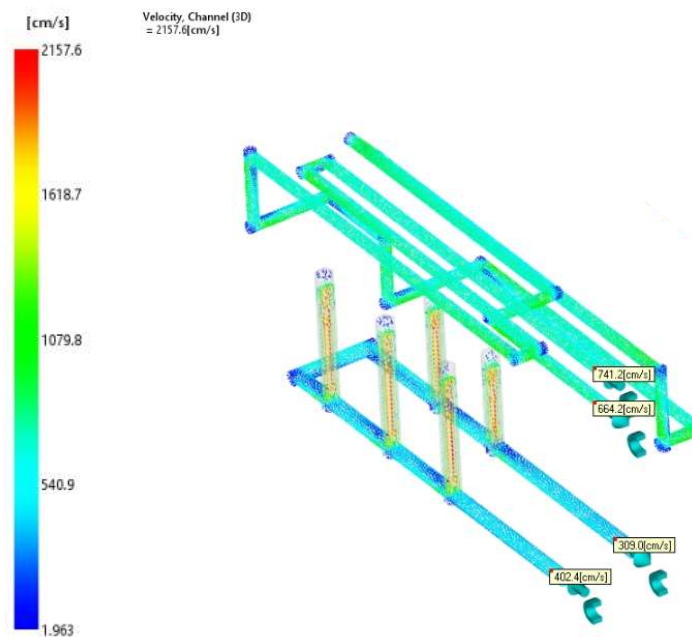 [cm/s]
Velocity, Channel (3D)
= 2157.6[cm/s]
2157.6
1618.7
1079.8
540.9
1.963
741.2[cm/s]
664.2[cm/s]
309.0[cm/s]
402.4[cm/s]